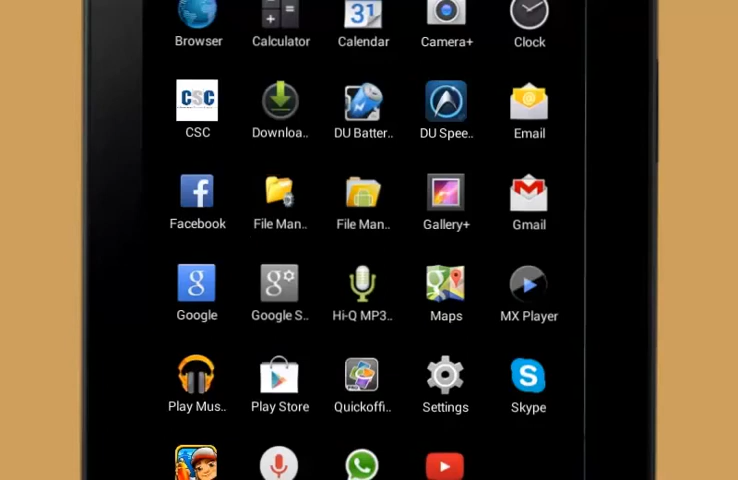 31
Browser Calculator Calendar Camera+ Clock
CSC
CSC Downloa.. DU Batter.. DU Spee.. Email
Facebook File Man.. File Man.. Gallery+ Gmail
Google Google S.. Hi-Q MP3.. Maps MX Player
Play Mus.. Play Store Quickoffi.. Settings Skype